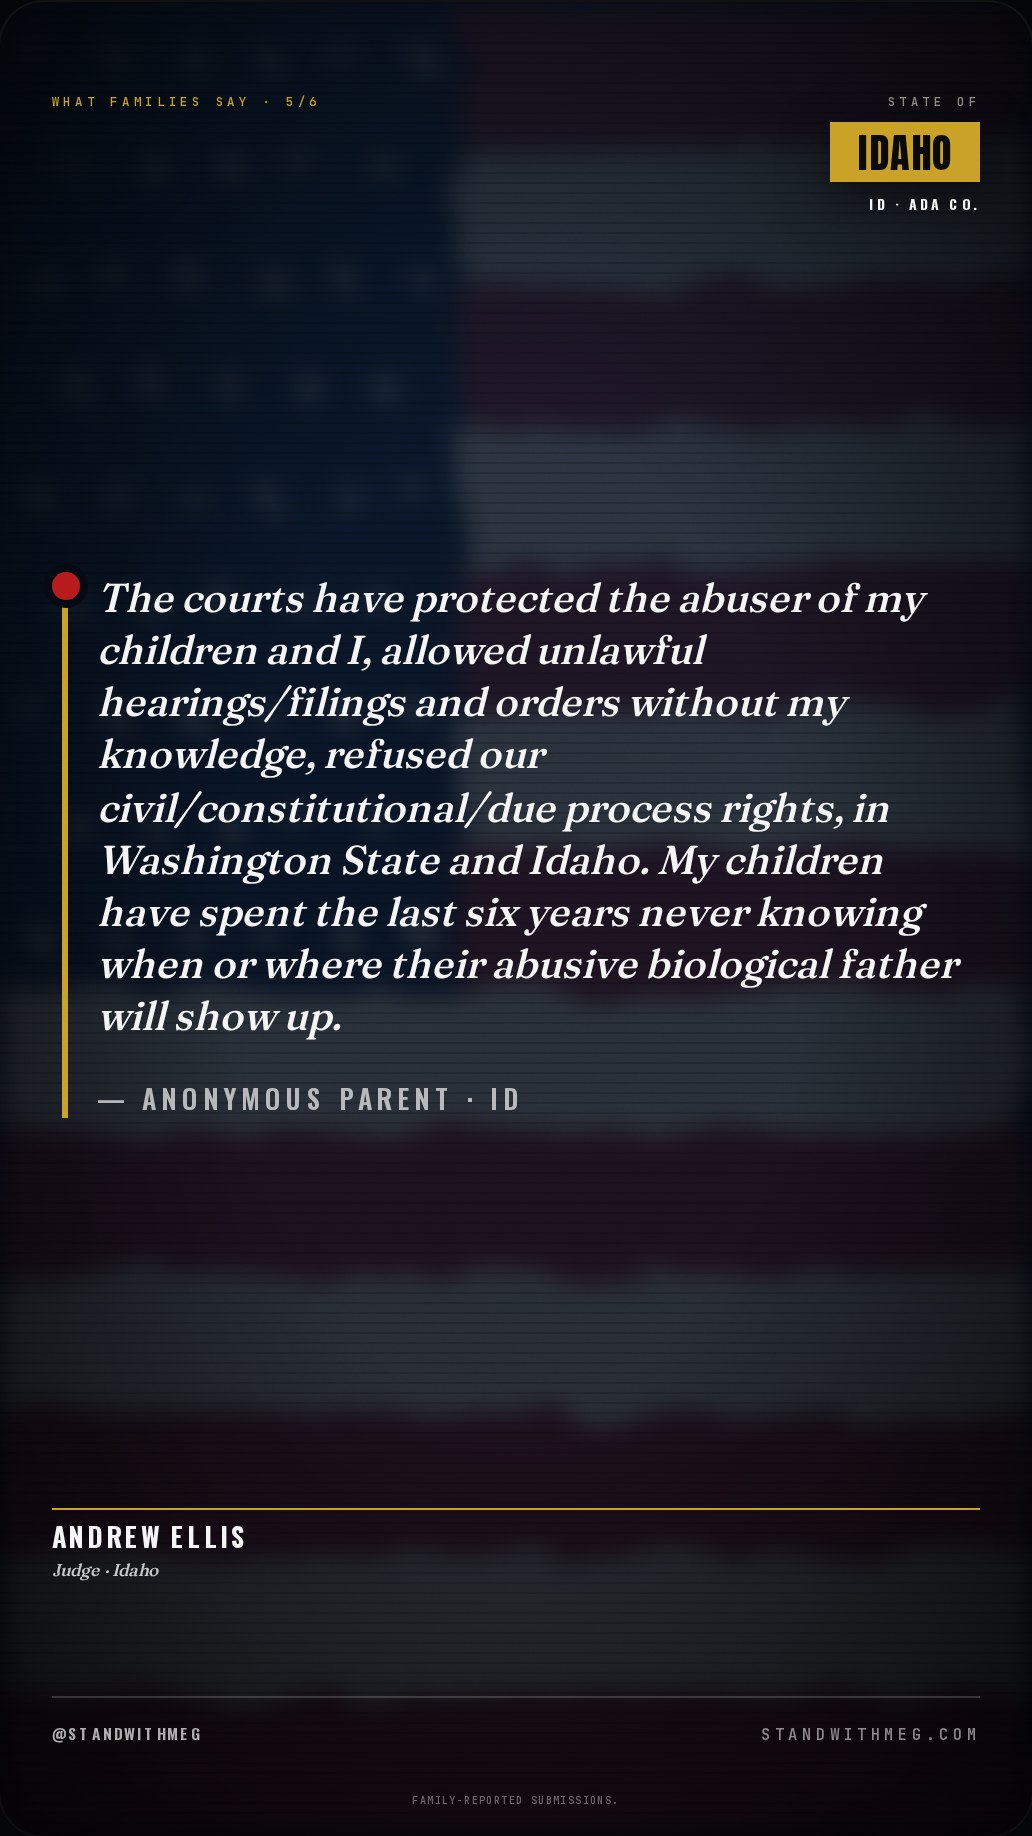 WHAT FAMILIES SAY · 5/6
STATE OF
IDAHO
ID · ADA CO.
The courts have protected the abuser of my
children and I, allowed unlawful
hearings/filings and orders without my
knowledge, refused our
civil/constitutional/due process rights, in
Washington State and Idaho. My children
have spent the last six years never knowing
when or where their abusive biological father
will show up.
— ANONYMOUS PARENT · ID
ANDREW ELLIS
Judge · Idaho
@STANDWITHMEG
STANDWITHMEG.COM
FAMILY-REPORTED SUBMISSIONS.